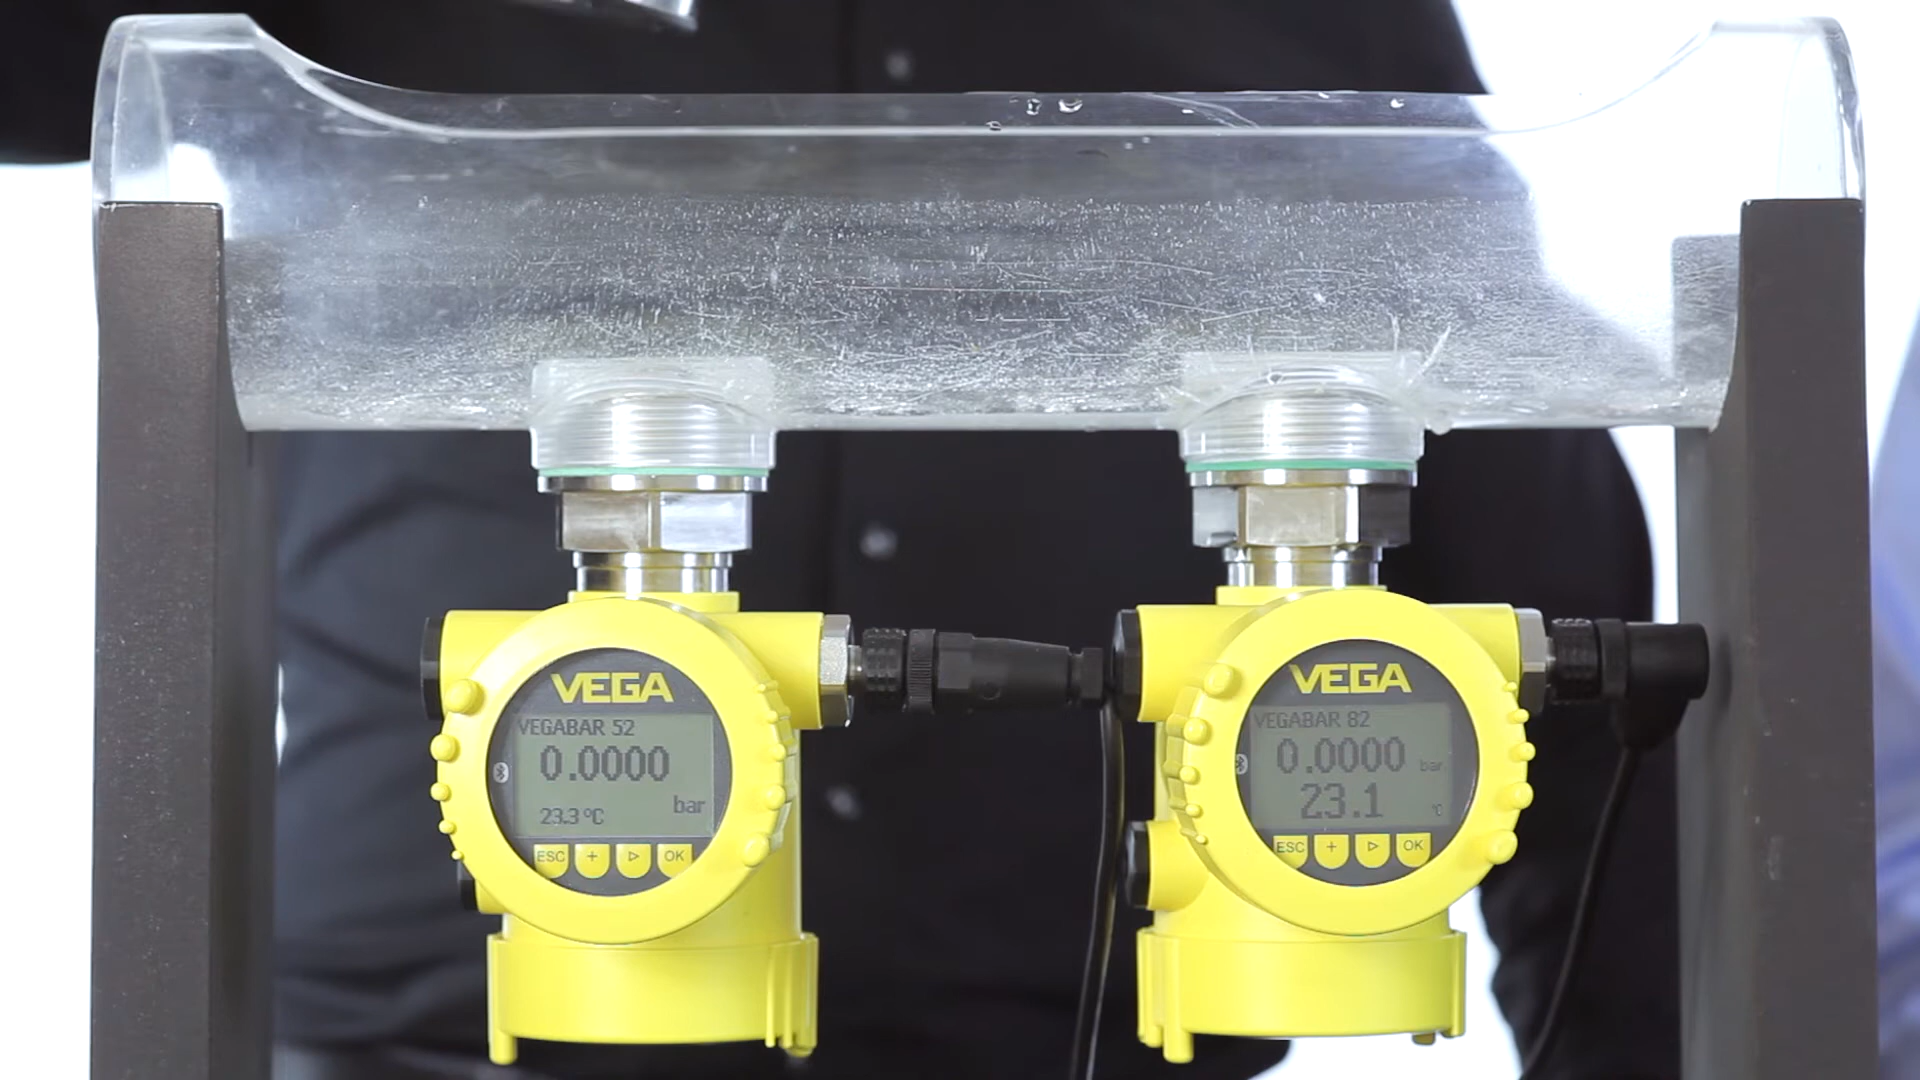 VEGA
VEGABAR 52
0.0000
bar
23.3 °C
ESC + ▷ OK
VEGA
VEGABAR 82
0.0000 bar
23.1 °C
ESC + ▷ OK